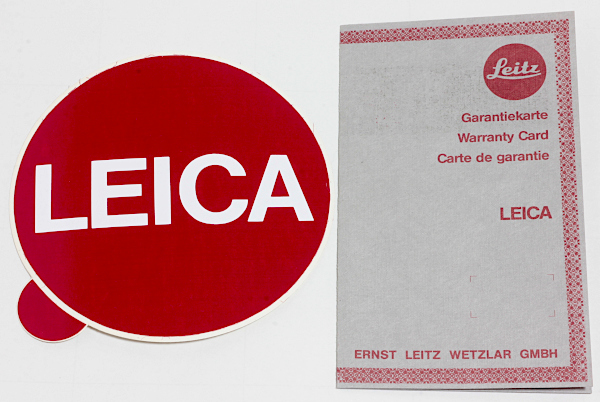 LEICA
Leitz
Garantiekarte
Warranty Card
Carte de garantie
LEICA
ERNST LEITZ WETZLAR GMBH